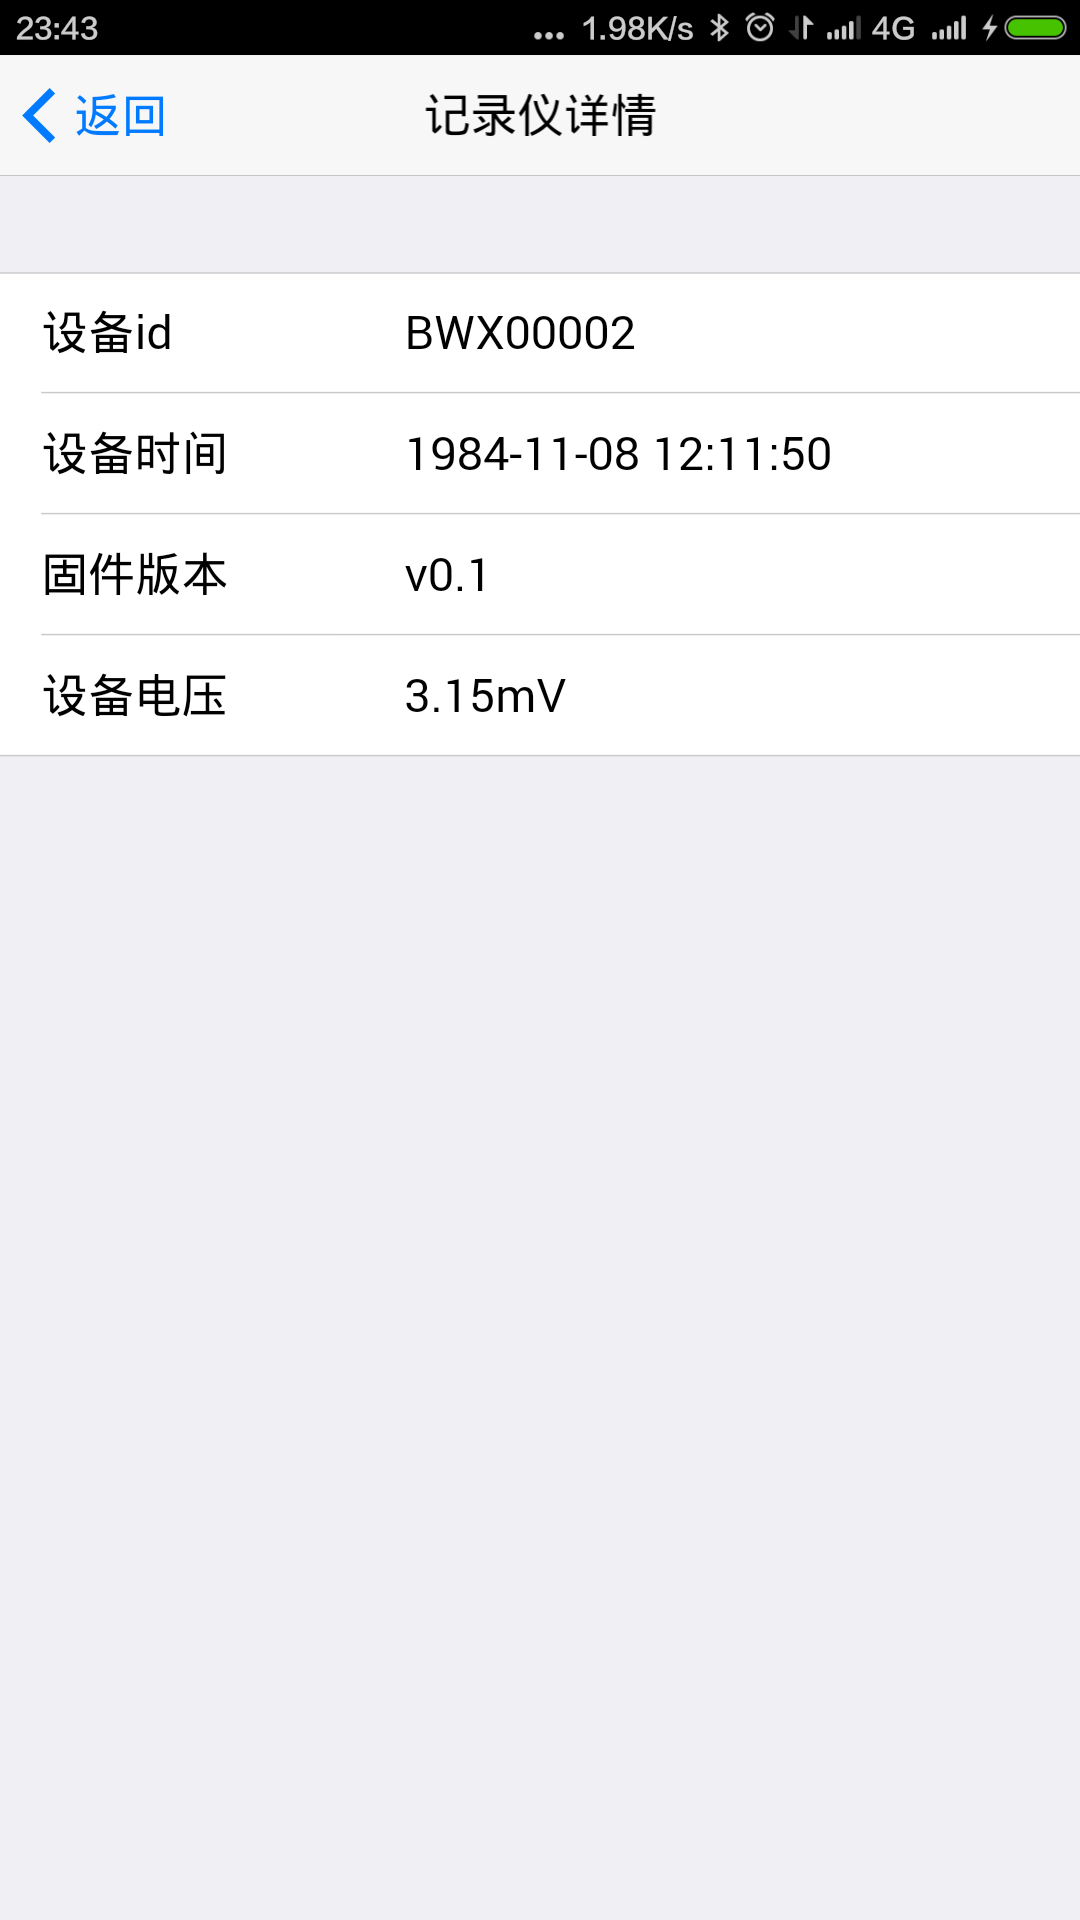 23:43 ... 1.98K/s 4G
返回 记录仪详情
设备id BWX00002
设备时间 1984-11-08 12:11:50
固件版本 v0.1
设备电压 3.15mV